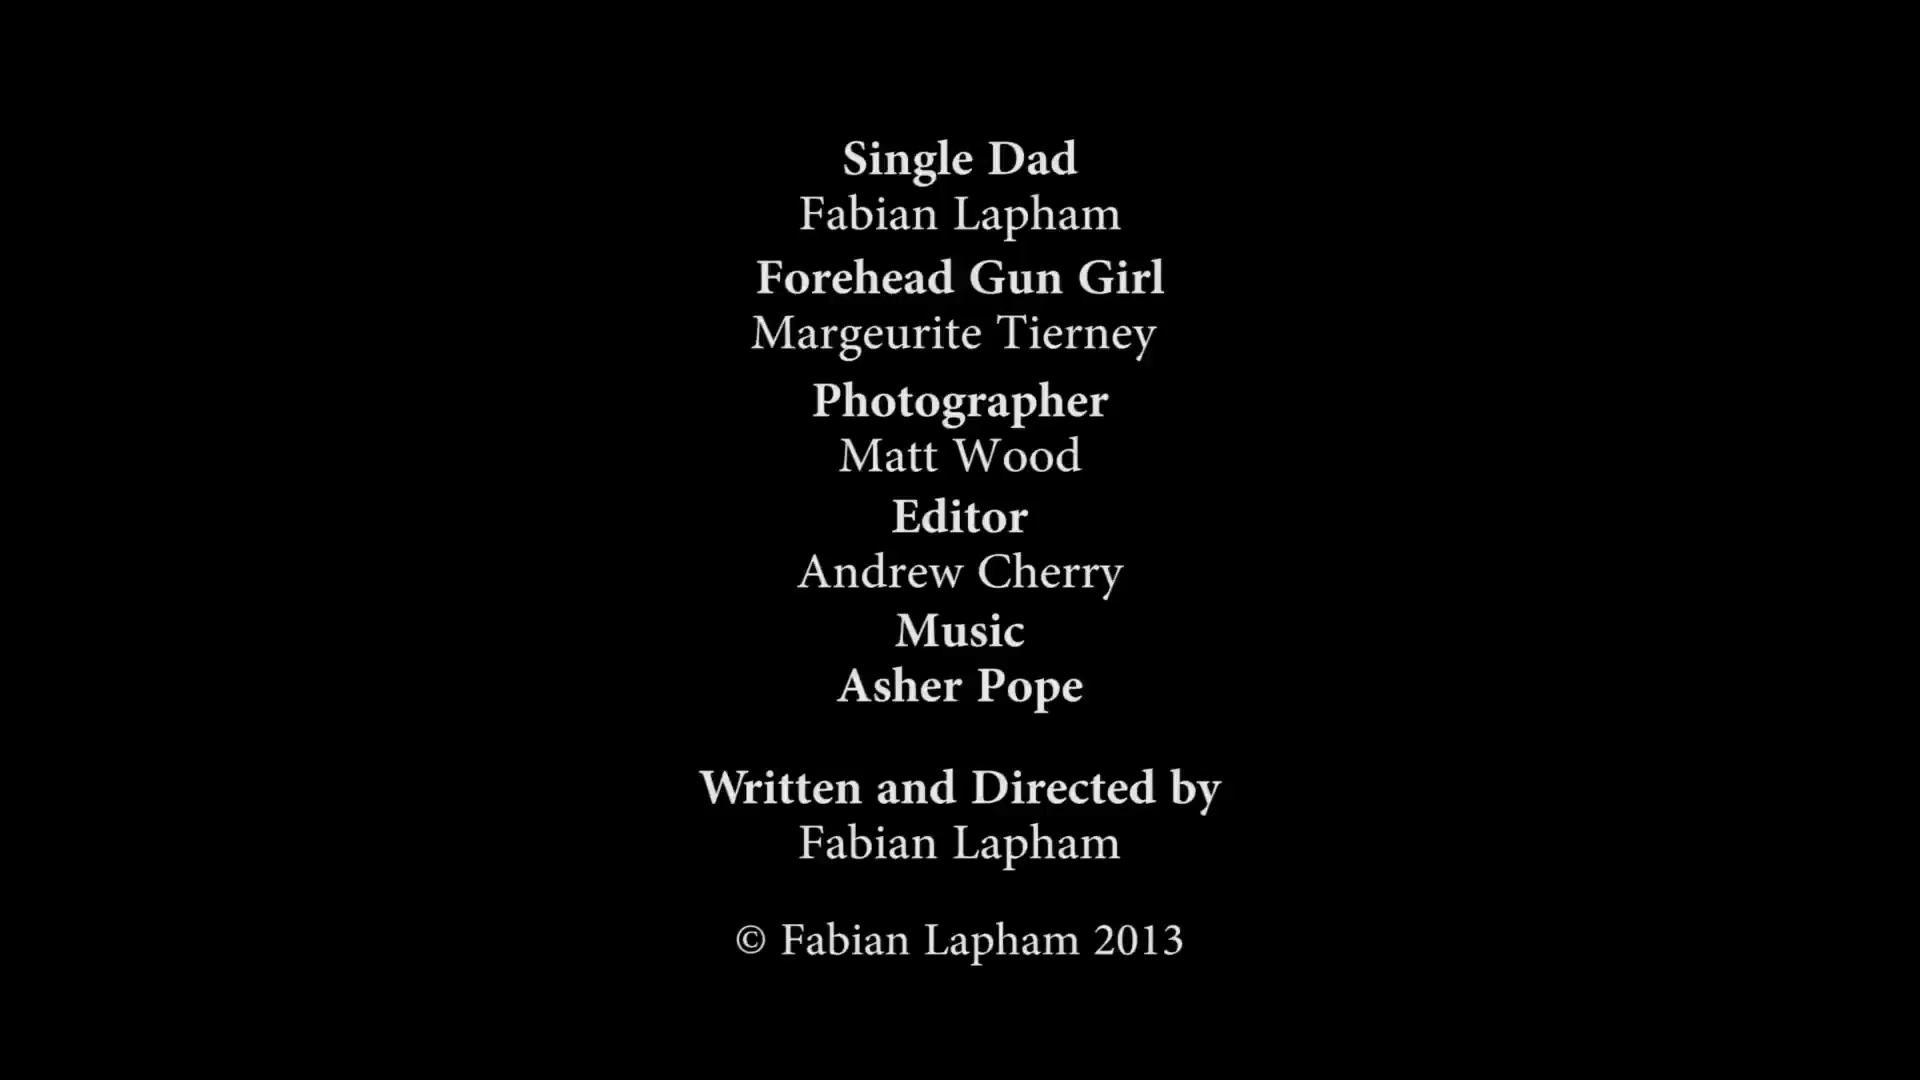 Single Dad
Fabian Lapham
Forehead Gun Girl
Margeurite Tierney
Photographer
Matt Wood
Editor
Andrew Cherry
Music
Asher Pope
Written and Directed by
Fabian Lapham
© Fabian Lapham 2013